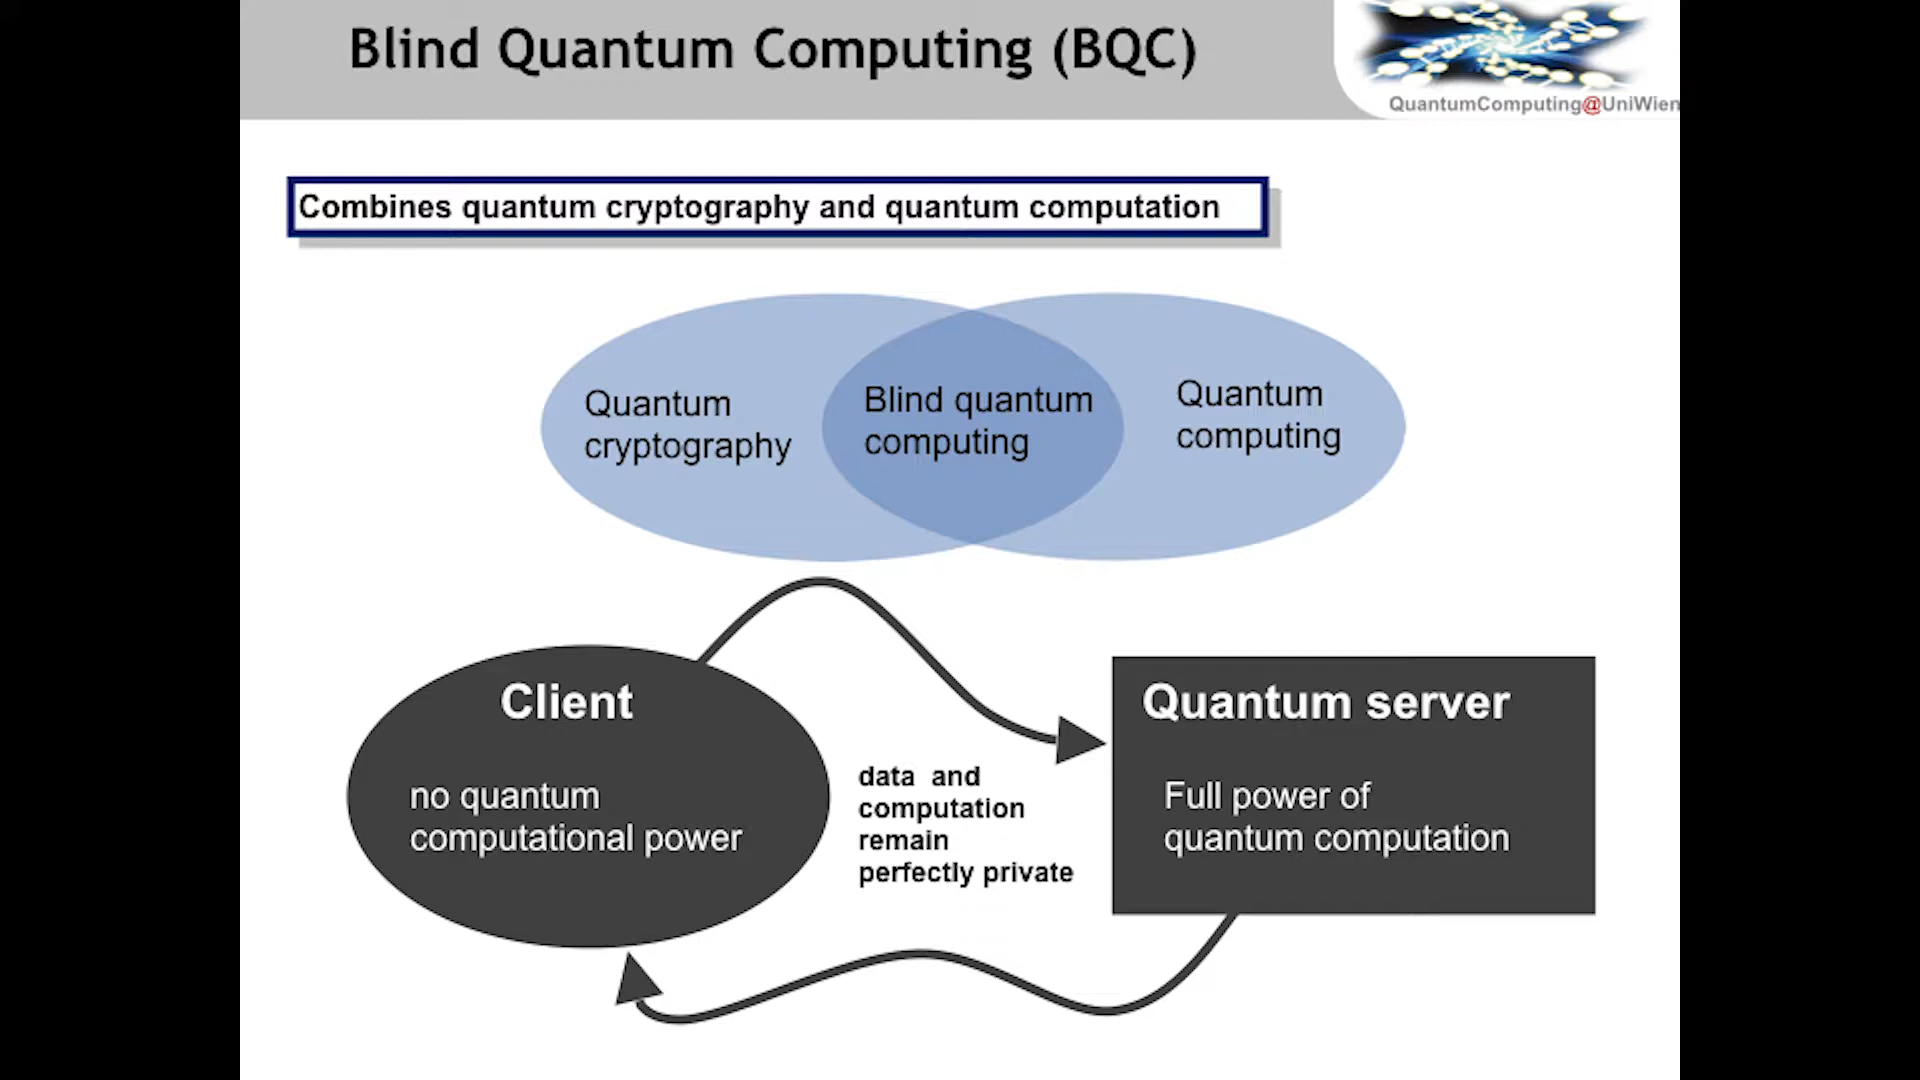 Blind Quantum Computing (BQC)
QuantumComputing@UniWien
Combines quantum cryptography and quantum computation
Quantum
cryptography
Blind quantum
computing
Quantum
computing
Client
no quantum
computational power
data and
computation
remain
perfectly private
Quantum server
Full power of
quantum computation